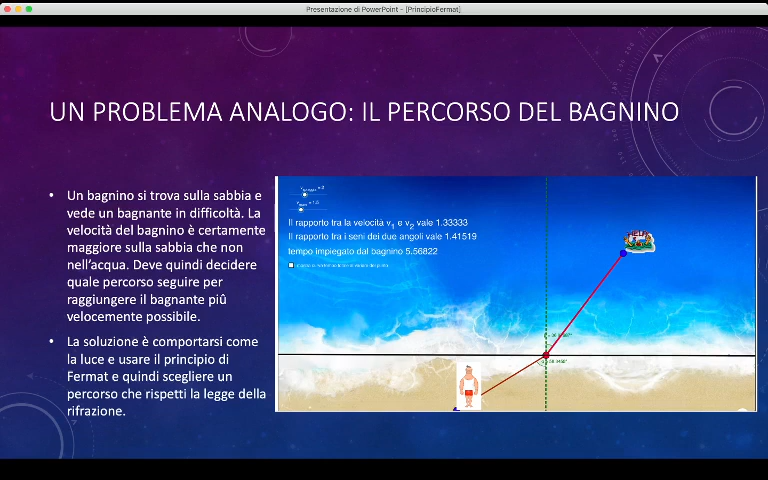 Presentazione di PowerPoint - [PrincipioFermat]
UN PROBLEMA ANALOGO: IL PERCORSO DEL BAGNINO
• Un bagnino si trova sulla sabbia e
vede un bagnante in difficoltà. La
velocità del bagnino è certamente
maggiore sulla sabbia che non
nell'acqua. Deve quindi decidere
quale percorso seguire per
raggiungere il bagnante più
velocemente possibile.
• La soluzione è comportarsi come
la luce e usare il principio di
Fermat e quindi scegliere un
percorso che rispetti la legge della
rifrazione.
Il rapporto tra la velocità v1 e v2 vale 1.33333
Il rapporto tra i seni dei due angoli vale 1.41519
tempo impiegato dal bagnino 5.56822
HELP